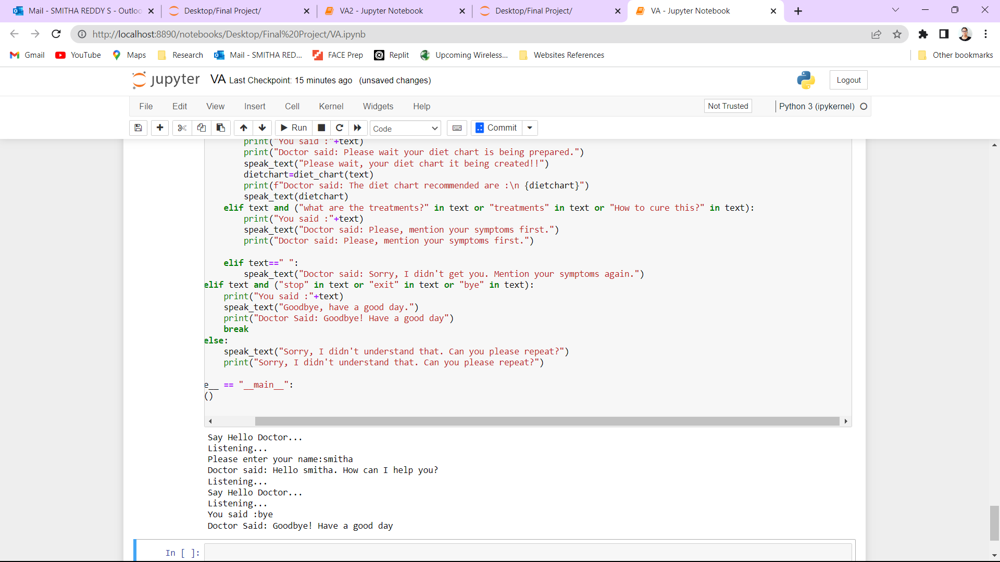 Mail - SMITHA REDDY S - Outloo
Desktop/Final Project/
VA2 - Jupyter Notebook
Desktop/Final Project/
VA - Jupyter Notebook
http://localhost:8890/notebooks/Desktop/Final%20Project/VA.ipynb
Gmail
YouTube
Maps
Research
Mail - SMITHA RED...
FACE Prep
Replit
Upcoming Wireless...
Websites References
Other bookmarks
jupyter VA Last Checkpoint: 15 minutes ago (unsaved changes)
Logout
File Edit View Insert Cell Kernel Widgets Help
Not Trusted
Python 3 (ipykernel)
Run
Code
Commit
print("You said :"+text)
print("Doctor said: Please wait your diet chart is being prepared.")
speak_text("Please wait, your diet chart it being created!!")
dietchart=diet_chart(text)
print(f"Doctor said: The diet chart recommended are :\n {dietchart}")
speak_text(dietchart)
elif text and ("what are the treatments?" in text or "treatments" in text or "How to cure this?" in text):
print("You said :"+text)
speak_text("Doctor said: Please, mention your symptoms first.")
print("Doctor said: Please, mention your symptoms first.")
elif text==" ":
speak_text("Doctor said: Sorry, I didn't get you. Mention your symptoms again.")
elif text and ("stop" in text or "exit" in text or "bye" in text):
print("You said :"+text)
speak_text("Goodbye, have a good day.")
print("Doctor Said: Goodbye! Have a good day")
break
else:
speak_text("Sorry, I didn't understand that. Can you please repeat?")
print("Sorry, I didn't understand that. Can you please repeat?")
e__ == "__main__":
()
Say Hello Doctor...
Listening...
Please enter your name:smitha
Doctor said: Hello smitha. How can I help you?
Listening...
Say Hello Doctor...
Listening...
You said :bye
Doctor Said: Goodbye! Have a good day
In [ ]: